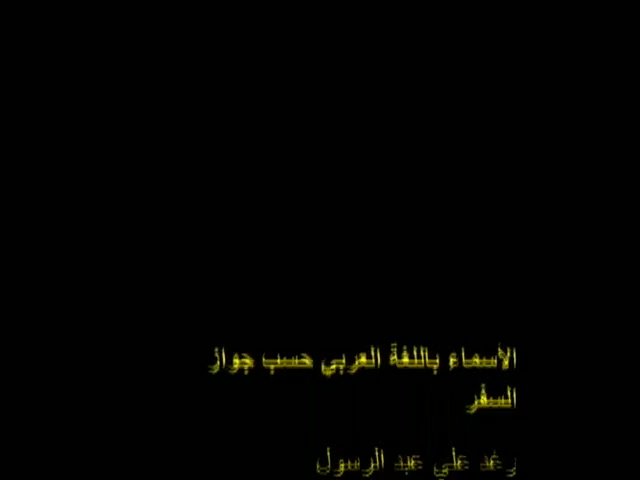 الأسماء باللغة العربي حسب جواز
السفر
رغد علي عبد الرسول